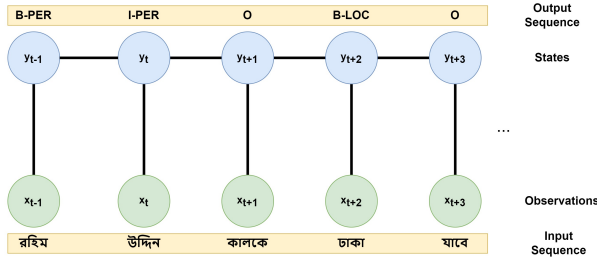 B-PER I-PER O B-LOC O Output Sequence
yt-1 yt yt+1 yt+2 yt+3 States
...
xt-1 xt xt+1 xt+2 xt+3 Observations
রহিম উদ্দিন কালকে ঢাকা যাবে Input Sequence